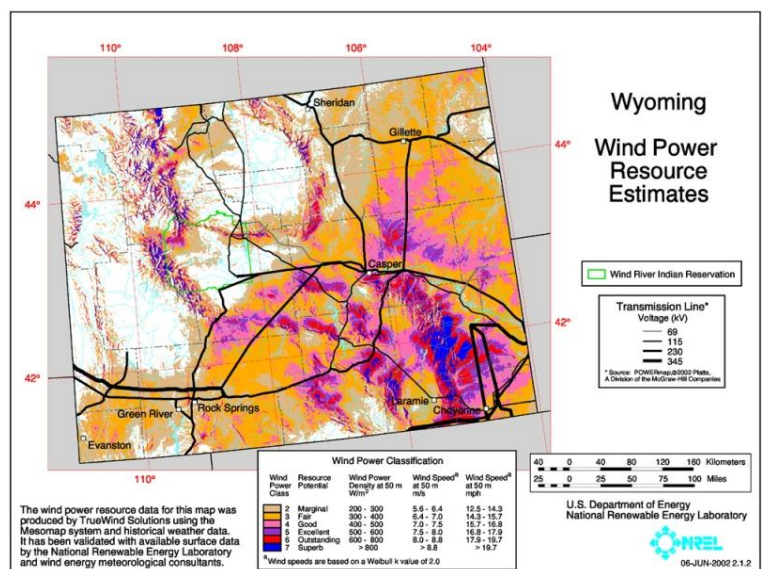 110°
108°
106°
104°
Wyoming
Wind Power
Resource
Estimates
Sheridan
Gillette
44°
44°
Casper
Wind River Indian Reservation
Transmission Line*
Voltage (kV)
69
115
230
345
* Source: POWERmap,©2002 Platts,
A Division of the McGraw-Hill Companies
42°
42°
Laramie
Cheyenne
Green River
Rock Springs
Evanston
110°
Wind Power Classification
Wind Power Class Resource Potential Wind Power Density at 50 m W/m² Wind Speedª at 50 m m/s Wind Speedª at 50 m mph
2 Marginal 200 - 300 5.6 - 6.4 12.5 - 14.3
3 Fair 300 - 400 6.4 - 7.0 14.3 - 15.7
4 Good 400 - 500 7.0 - 7.5 15.7 - 16.8
5 Excellent 500 - 600 7.5 - 8.0 16.8 - 17.9
6 Outstanding 600 - 800 8.0 - 8.8 17.9 - 19.7
7 Superb > 800 > 8.8 > 19.7
ª Wind speeds are based on a Weibull k value of 2.0
40 0 40 80 120 160 Kilometers
25 0 25 50 75 100 Miles
The wind power resource data for this map was
produced by TrueWind Solutions using the
Mesomap system and historical weather data.
It has been validated with available surface data
by the National Renewable Energy Laboratory
and wind energy meteorological consultants.
U.S. Department of Energy
National Renewable Energy Laboratory
NREL
06-JUN-2002 2.1.2